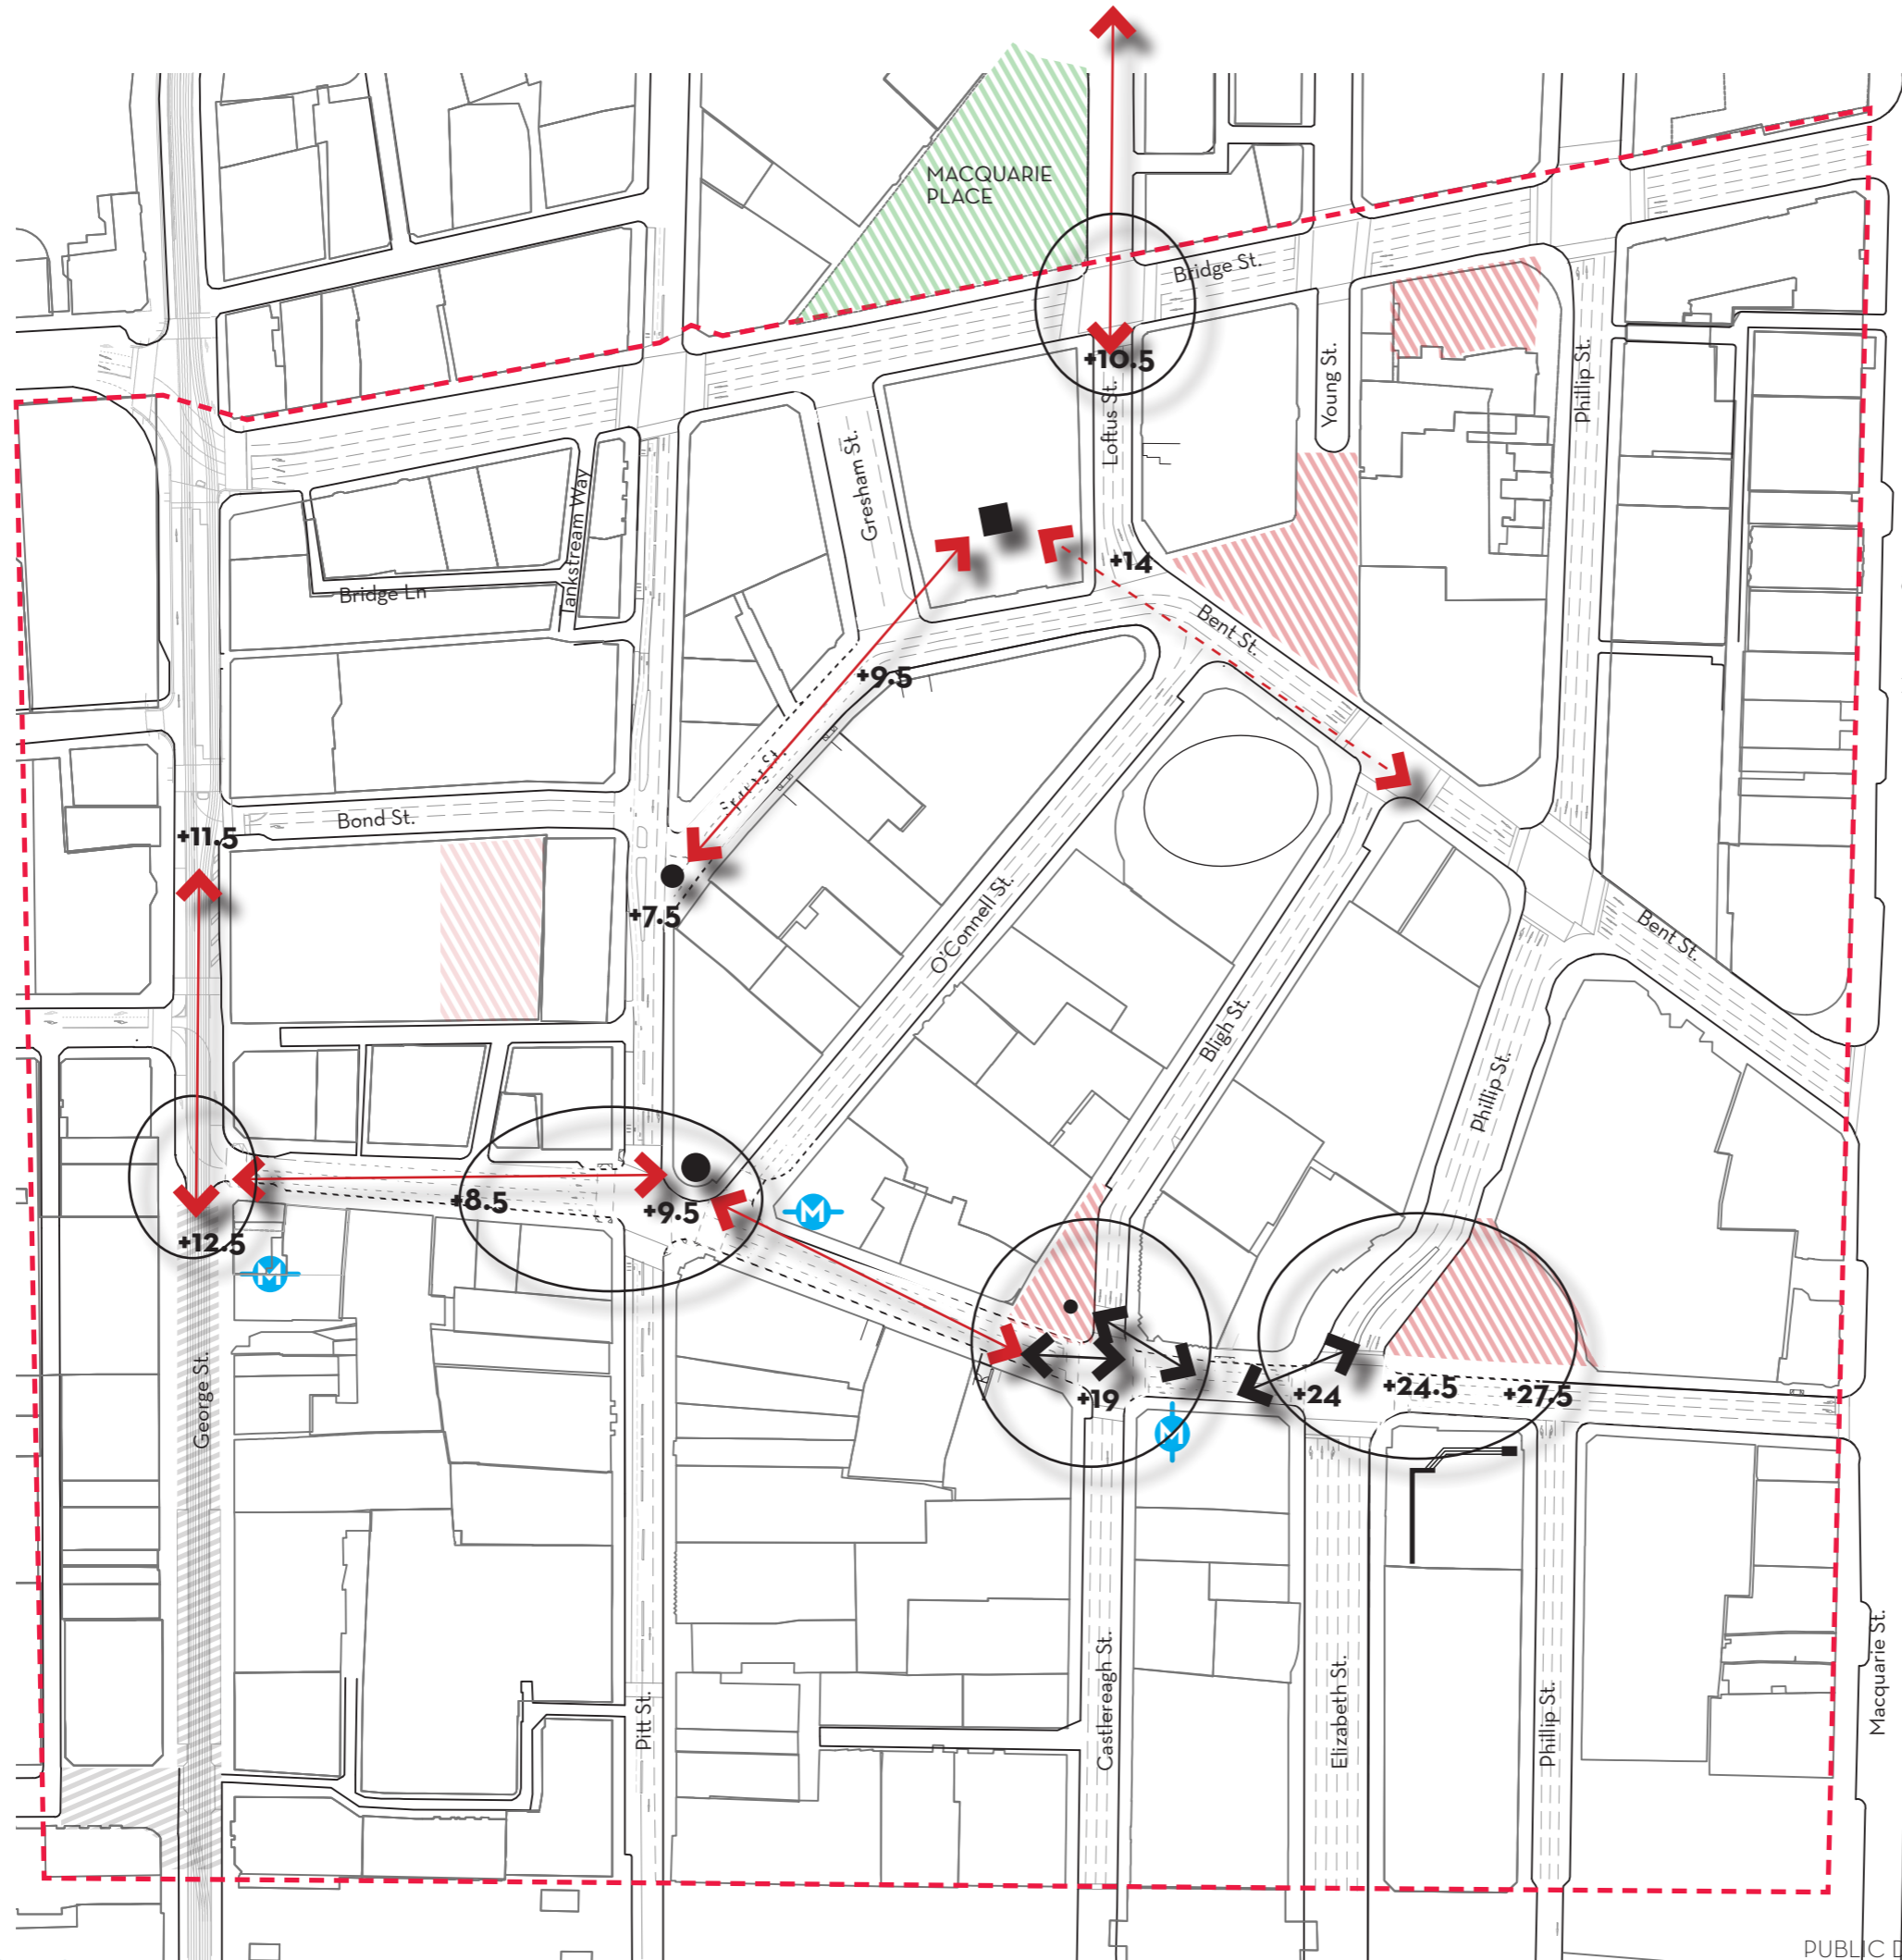 MACQUARIE
PLACE
Bridge St.
+10.5
Loftus St.
Young St.
Phillip St.
Gresham St.
Tankstream Way
Bridge Ln
+14
Bent St.
+9.5
Spring St.
Bond St.
+11.5
+7.5
O'Connell St.
Bent St.
Bligh St.
Phillip St.
+8.5
+9.5
M
+12.5
M
+19
+24
+24.5
+27.5
M
George St.
Pitt St.
Castlereagh St.
Elizabeth St.
Phillip St.
Macquarie St.
PUBLIC